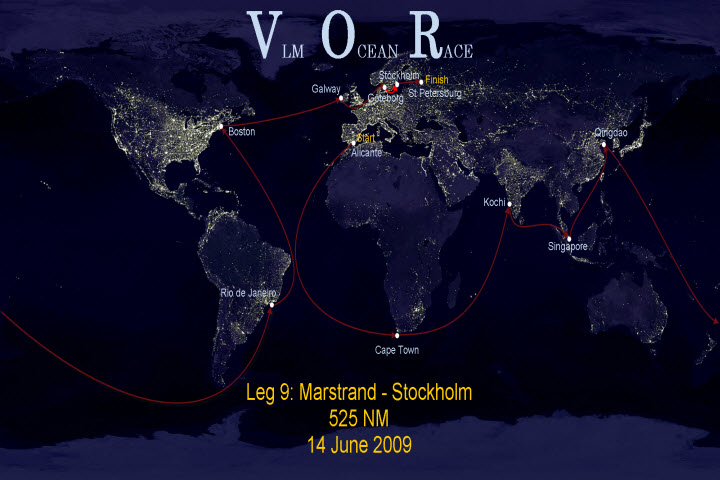 VLM OCEAN RACE
Stockholm
Finish
Galway
Göteborg
St Petersburg
Boston
Start
Alicante
Qingdao
Kochi
Singapore
Rio de Janeiro
Cape Town
Leg 9: Marstrand - Stockholm
525 NM
14 June 2009